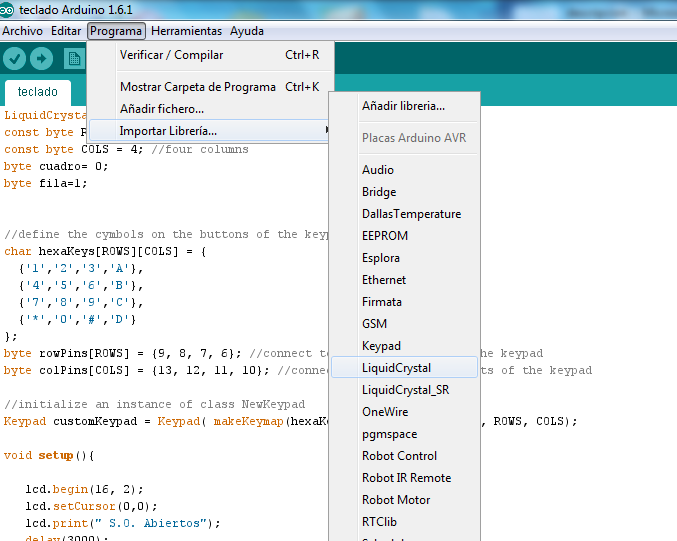 teclado Arduino 1.6.1
Archivo Editar Programa Herramientas Ayuda
Verificar / Compilar Ctrl+R
Mostrar Carpeta de Programa Ctrl+K
Añadir fichero...
Importar Librería...
Añadir libreria...
Placas Arduino AVR
Audio
Bridge
DallasTemperature
EEPROM
Esplora
Ethernet
Firmata
GSM
Keypad
LiquidCrystal
LiquidCrystal_SR
OneWire
pgmspace
Robot Control
Robot IR Remote
Robot Motor
RTClib
teclado
LiquidCrysta
const byte R
const byte COLS = 4; //four columns
byte cuadro= 0;
byte fila=1;
//define the cymbols on the buttons of the key
char hexaKeys[ROWS][COLS] = {
{'1','2','3','A'},
{'4','5','6','B'},
{'7','8','9','C'},
{'*','0','#','D'}
};
byte rowPins[ROWS] = {9, 8, 7, 6}; //connect to the keypad
byte colPins[COLS] = {13, 12, 11, 10}; //conne ts of the keypad
//initialize an instance of class NewKeypad
Keypad customKeypad = Keypad( makeKeymap(hexaK , ROWS, COLS);
void setup(){
lcd.begin(16, 2);
lcd.setCursor(0,0);
lcd.print(" S.O. Abiertos");
delay(3000);